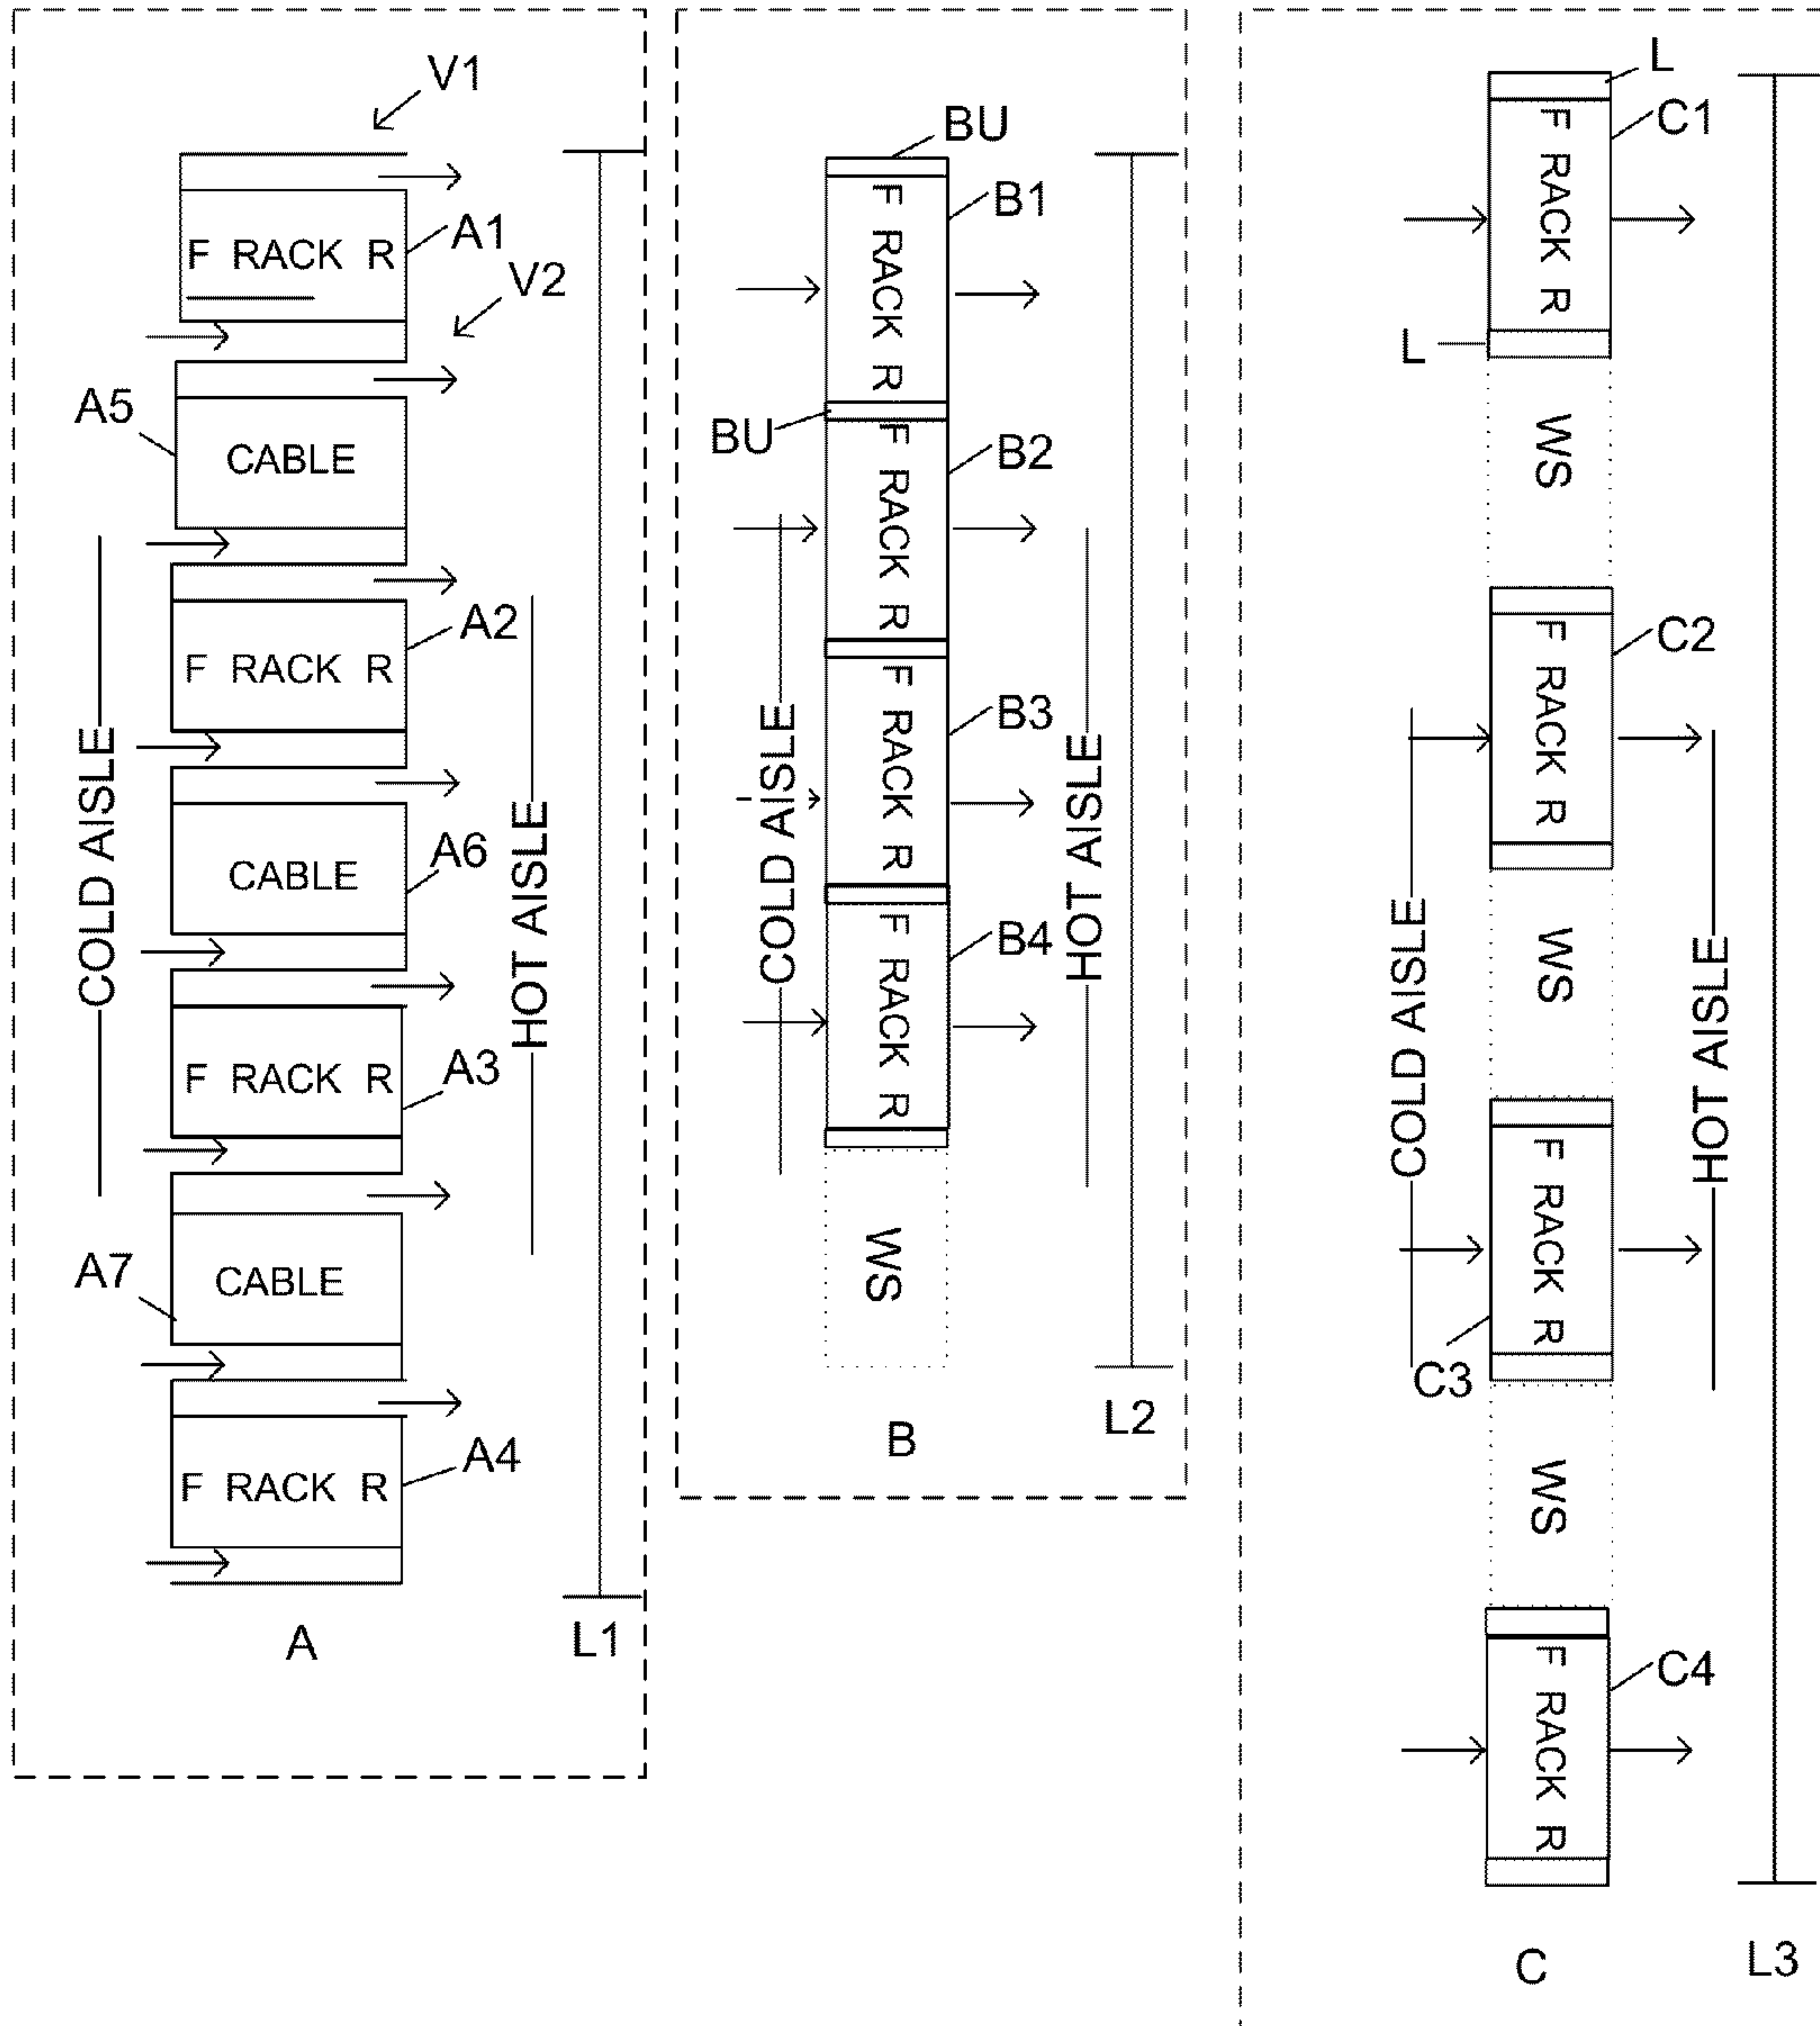 V1
F RACK R
A1
V2
A5
CABLE
F RACK R
A2
COLD AISLE
CABLE
A6
HOT AISLE
F RACK R
A3
A7
CABLE
F RACK R
A4
A
L1
BU
F RACK R
B1
BU
F RACK R
B2
COLD AISLE
F RACK R
B3
HOT AISLE
F RACK R
B4
WS
B
L2
L
F RACK R
C1
L
WS
F RACK R
C2
COLD AISLE
WS
HOT AISLE
F RACK R
C3
WS
F RACK R
C4
C
L3